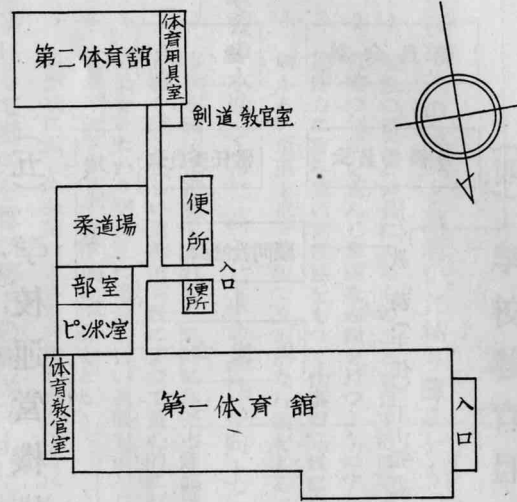 第二体育館
体育用具室
剣道教官室
柔道場
便所
入口
部室
便所
ピンポン室
体育教官室
第一体育館
入口